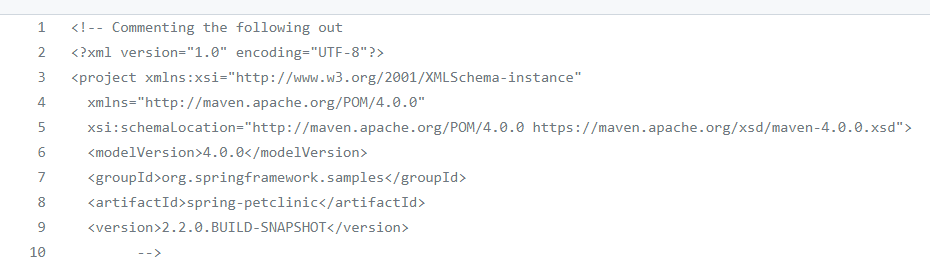 1 <!-- Commenting the following out
2 <?xml version="1.0" encoding="UTF-8"?>
3 <project xmlns:xsi="http://www.w3.org/2001/XMLSchema-instance"
4 xmlns="http://maven.apache.org/POM/4.0.0"
5 xsi:schemaLocation="http://maven.apache.org/POM/4.0.0 https://maven.apache.org/xsd/maven-4.0.0.xsd">
6 <modelVersion>4.0.0</modelVersion>
7 <groupId>org.springframework.samples</groupId>
8 <artifactId>spring-petclinic</artifactId>
9 <version>2.2.0.BUILD-SNAPSHOT</version>
10 -->